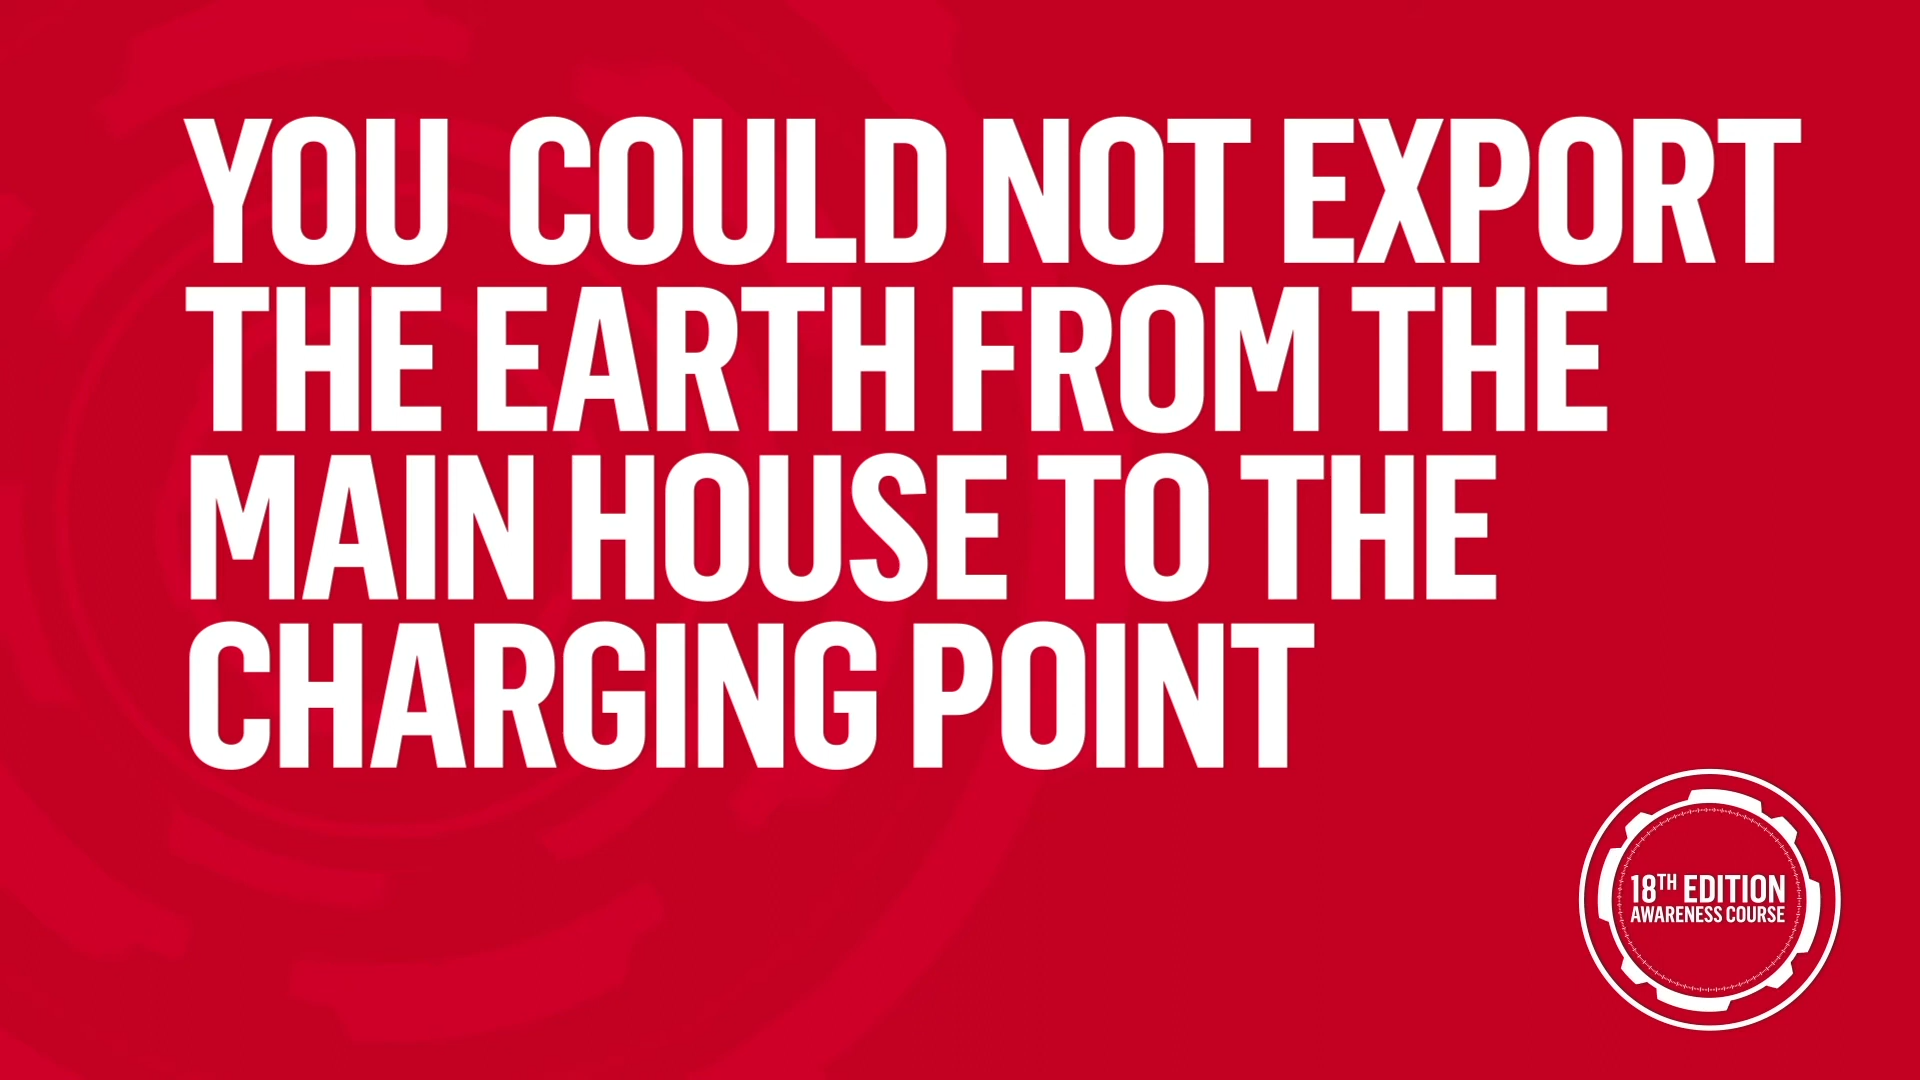 YOU COULD NOT EXPORT
THE EARTH FROM THE
MAIN HOUSE TO THE
CHARGING POINT
18TH EDITION
AWARENESS COURSE